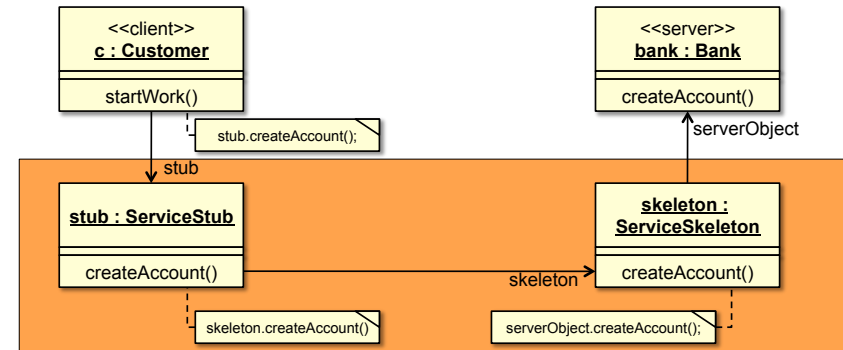 <<client>>
c : Customer
startWork()
stub.createAccount();
<<server>>
bank : Bank
createAccount()
serverObject
stub
stub : ServiceStub
createAccount()
skeleton.createAccount()
skeleton
skeleton :
ServiceSkeleton
createAccount()
serverObject.createAccount();